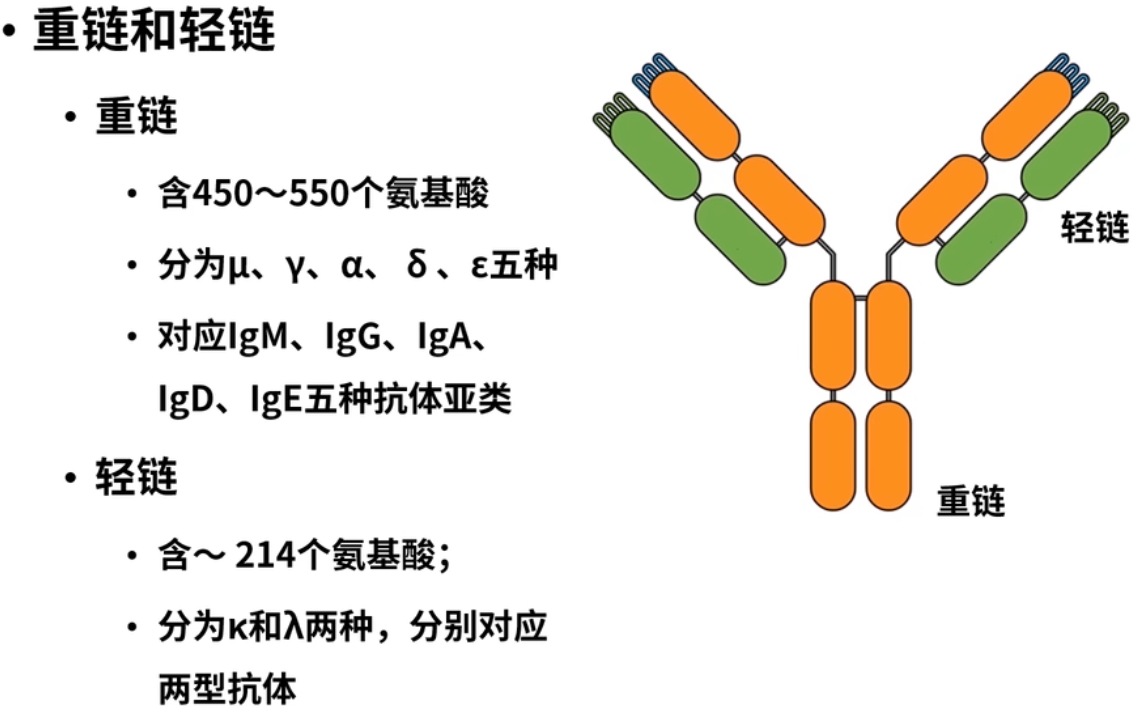 • 重链和轻链
• 重链
• 含450～550个氨基酸
• 分为μ、γ、α、 δ 、ε五种
• 对应IgM、IgG、IgA、
IgD、IgE五种抗体亚类
• 轻链
• 含～ 214个氨基酸；
• 分为κ和λ两种，分别对应
两型抗体
轻链
重链